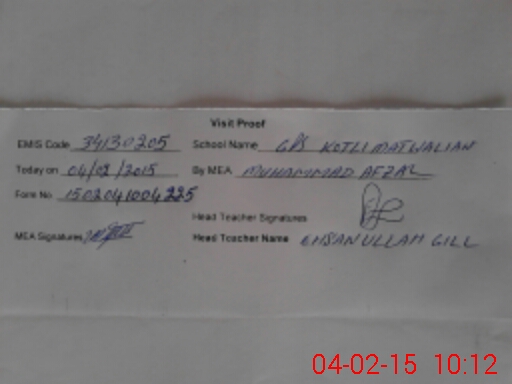 Visit Proof
EMIS Code 34130205 School Name GPS KOTLI MATWALIAN
Today on 04/02/2015 By MEA MUHAMMAD AFZAL
Form No 1502041004225
Head Teacher Signatures
MEA Signatures Head Teacher Name EHSANULLAH GILL
04-02-15 10:12